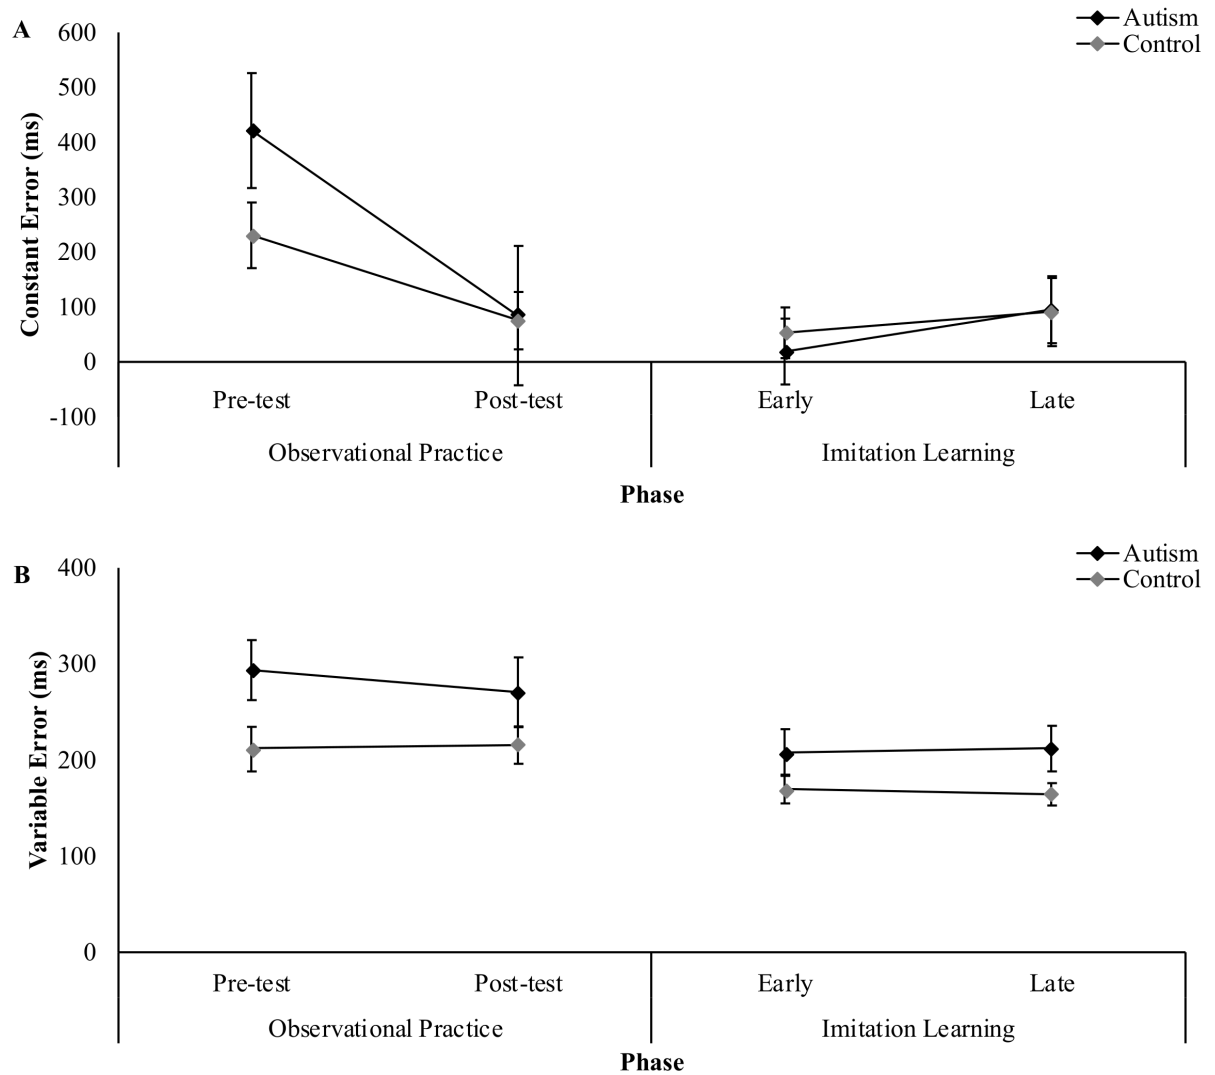 A
Autism
Control
600
500
400
300
200
100
0
-100
Constant Error (ms)
Pre-test
Post-test
Early
Late
Observational Practice
Imitation Learning
Phase
B
Autism
Control
400
300
200
100
0
Variable Error (ms)
Pre-test
Post-test
Early
Late
Observational Practice
Imitation Learning
Phase